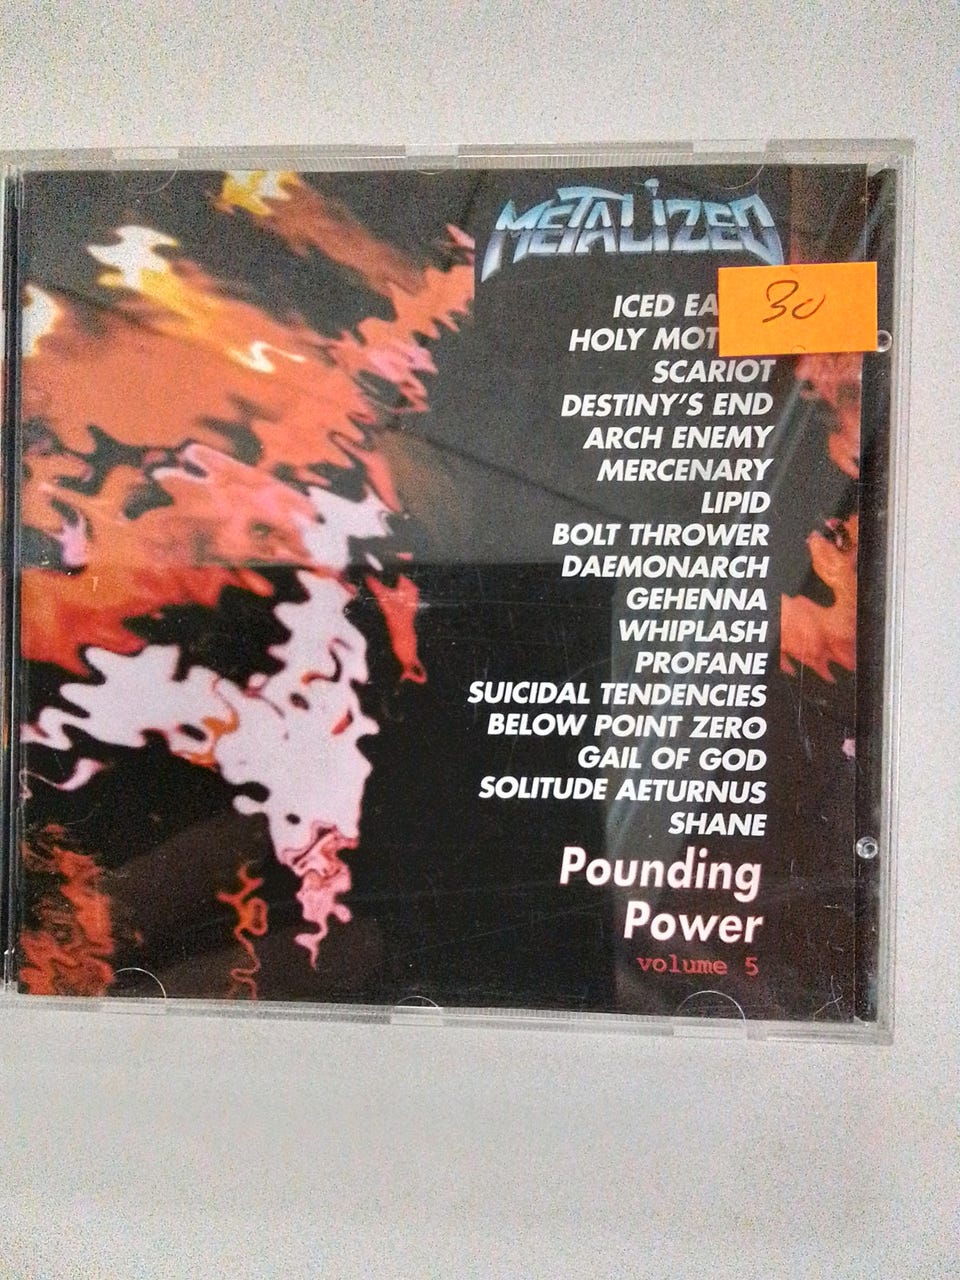 METALIZED
ICED EA
30
HOLY MOT
SCARIOT
DESTINY'S END
ARCH ENEMY
MERCENARY
LIPID
BOLT THROWER
DAEMONARCH
GEHENNA
WHIPLASH
PROFANE
SUICIDAL TENDENCIES
BELOW POINT ZERO
GAIL OF GOD
SOLITUDE AETURNUS
SHANE
Pounding
Power
volume 5